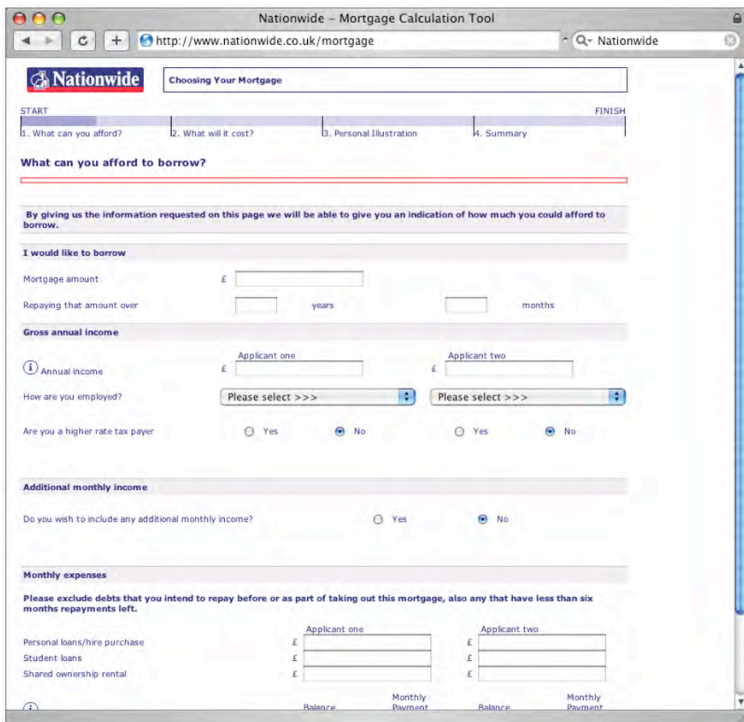 Nationwide – Mortgage Calculation Tool
http://www.nationwide.co.uk/mortgage
Nationwide
Nationwide
Choosing Your Mortgage
START FINISH
1. What can you afford? 2. What will it cost? 3. Personal Illustration 4. Summary
What can you afford to borrow?
By giving us the information requested on this page we will be able to give you an indication of how much you could afford to
borrow.
I would like to borrow
Mortgage amount £
Repaying that amount over years months
Gross annual income
Applicant one Applicant two
i Annual income £ £
How are you employed? Please select >>> Please select >>>
Are you a higher rate tax payer Yes No Yes No
Additional monthly income
Do you wish to include any additional monthly income? Yes No
Monthly expenses
Please exclude debts that you intend to repay before or as part of taking out this mortgage, also any that have less than six
months repayments left.
Applicant one Applicant two
Personal loans/hire purchase £ £
Student loans £ £
Shared ownership rental £ £
Monthly Monthly
i Balance Payment Balance Payment